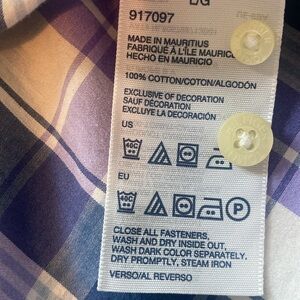 LG
917097
MADE IN MAURITIUS
FABRIQUÉ À L'ÎLE MAURICE
HECHO EN MAURICIO
100% COTTON/COTON/ALGODÓN
EXCLUSIVE OF DECORATION
SAUF DÉCORATION
EXCLUYE LA DECORACIÓN
US
40C
EU
40C
P
CLOSE ALL FASTENERS,
WASH AND DRY INSIDE OUT,
WASH DARK COLOR SEPARATELY.
DRY PROMPTLY, STEAM IRON
VERSO/AL REVERSO